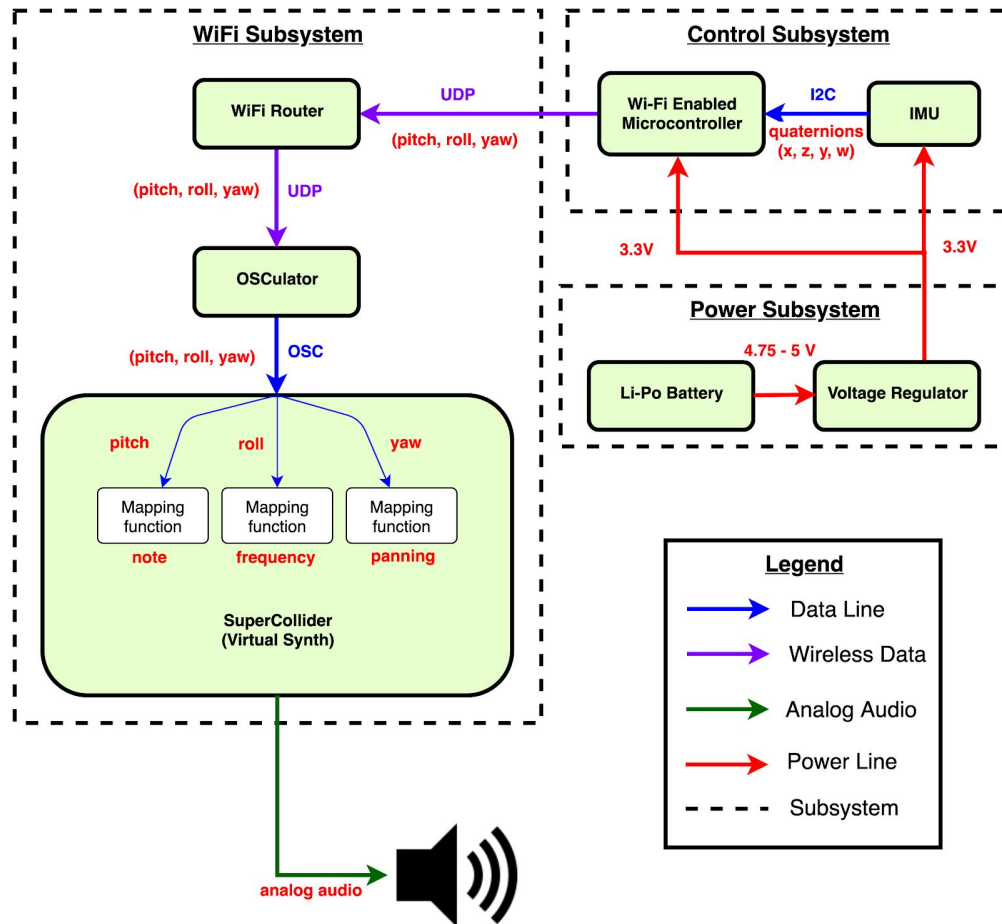 WiFi Subsystem
WiFi Router
UDP
(pitch, roll, yaw)
(pitch, roll, yaw)
UDP
OSCulator
(pitch, roll, yaw)
OSC
pitch
roll
yaw
Mapping
function
Mapping
function
Mapping
function
note
frequency
panning
SuperCollider
(Virtual Synth)
analog audio
Control Subsystem
Wi-Fi Enabled
Microcontroller
I2C
quaternions
(x, z, y, w)
IMU
3.3V
3.3V
Power Subsystem
4.75 - 5 V
Li-Po Battery
Voltage Regulator
Legend
Data Line
Wireless Data
Analog Audio
Power Line
Subsystem